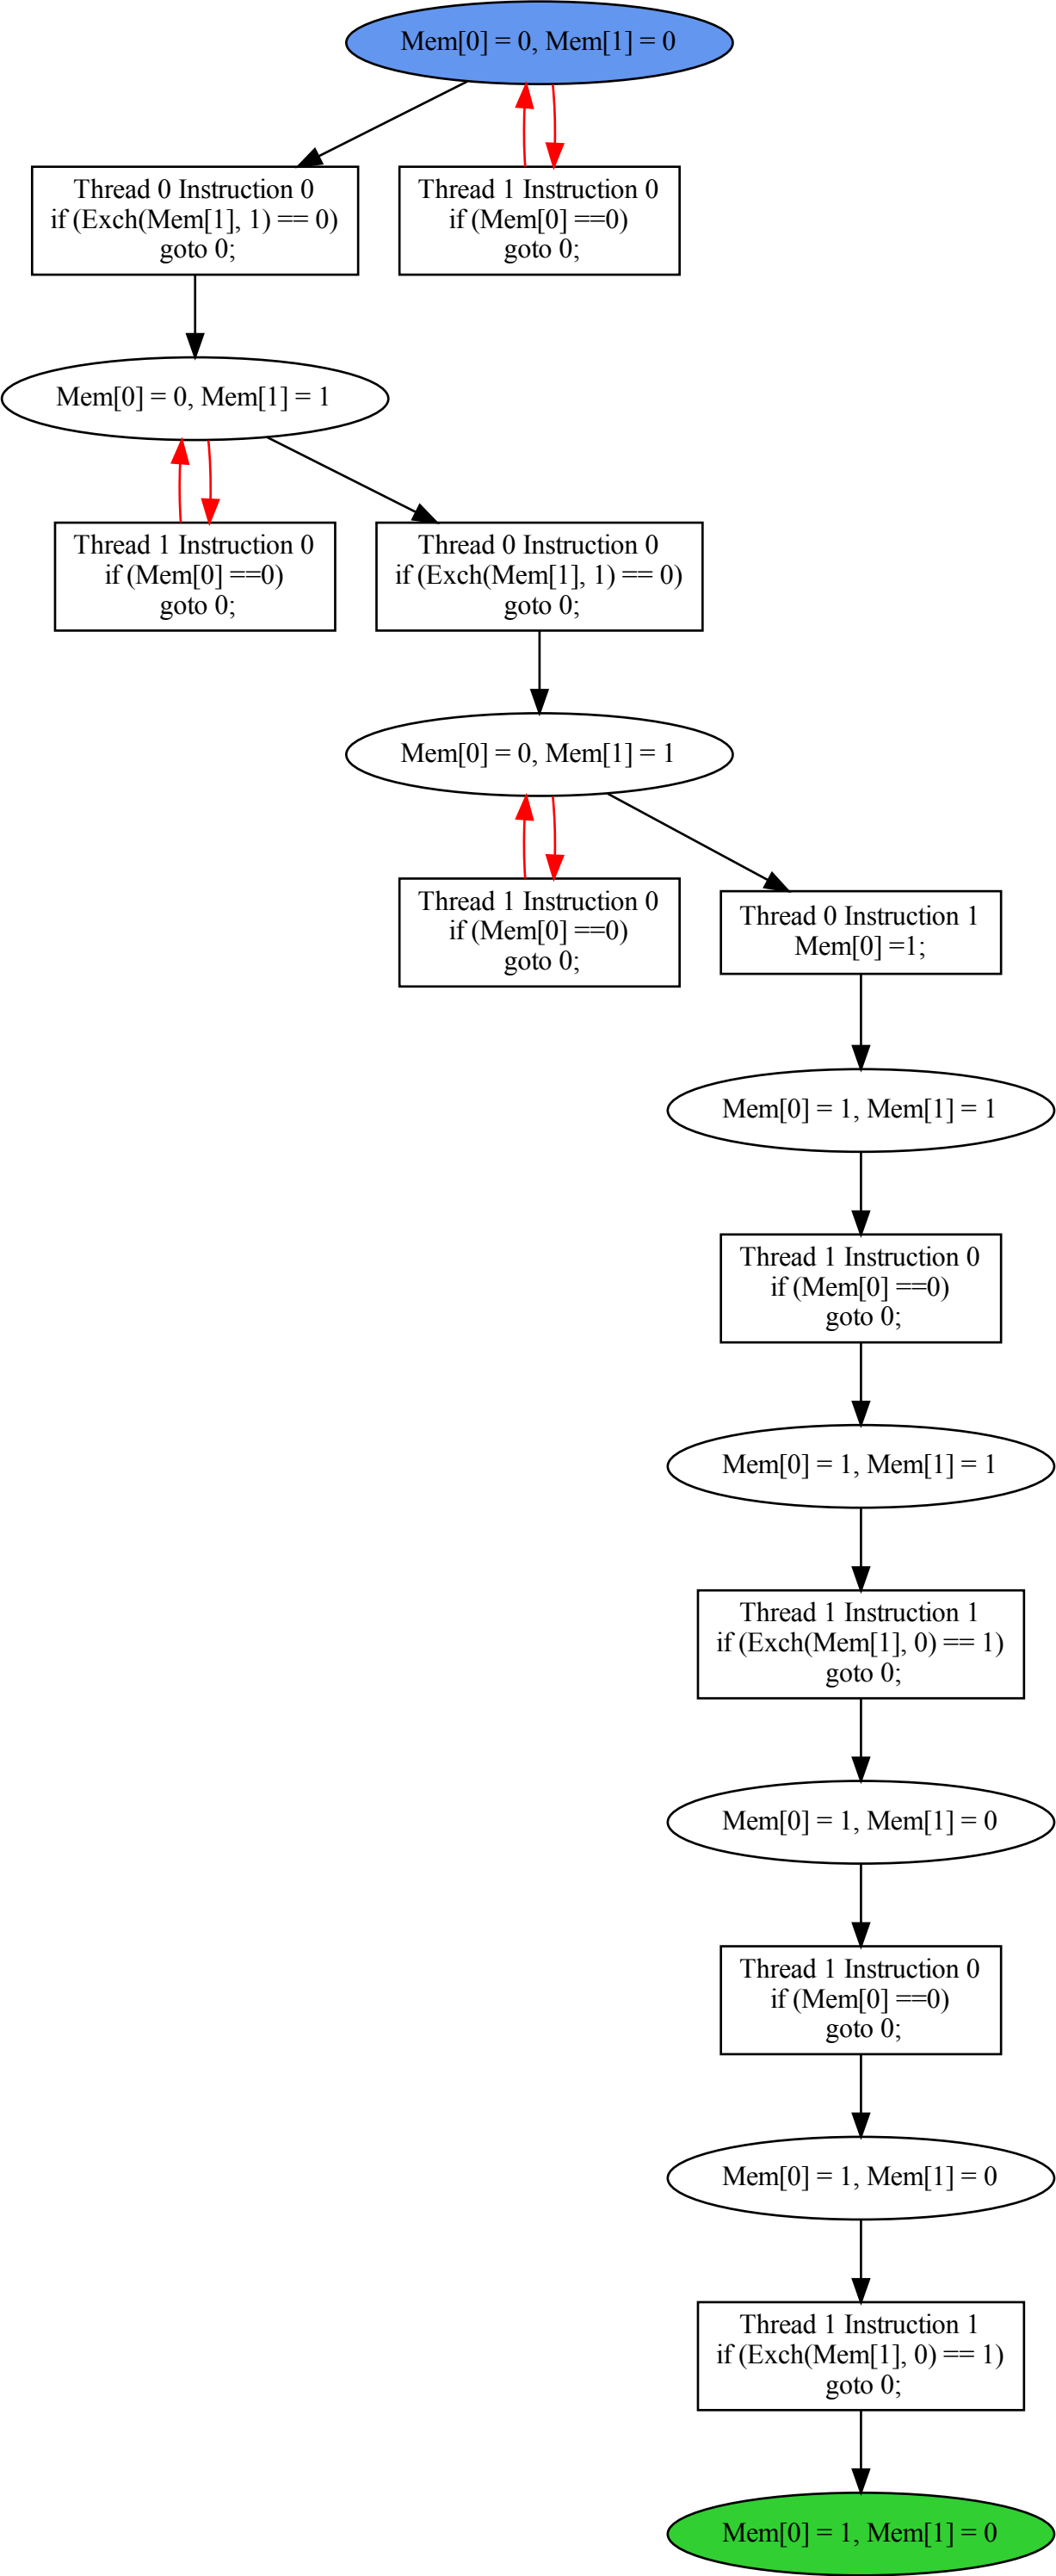 Mem[0] = 0, Mem[1] = 0
Thread 0 Instruction 0
if (Exch(Mem[1], 1) == 0)
goto 0;
Thread 1 Instruction 0
if (Mem[0] ==0)
goto 0;
Mem[0] = 0, Mem[1] = 1
Thread 1 Instruction 0
if (Mem[0] ==0)
goto 0;
Thread 0 Instruction 0
if (Exch(Mem[1], 1) == 0)
goto 0;
Mem[0] = 0, Mem[1] = 1
Thread 1 Instruction 0
if (Mem[0] ==0)
goto 0;
Thread 0 Instruction 1
Mem[0] =1;
Mem[0] = 1, Mem[1] = 1
Thread 1 Instruction 0
if (Mem[0] ==0)
goto 0;
Mem[0] = 1, Mem[1] = 1
Thread 1 Instruction 1
if (Exch(Mem[1], 0) == 1)
goto 0;
Mem[0] = 1, Mem[1] = 0
Thread 1 Instruction 0
if (Mem[0] ==0)
goto 0;
Mem[0] = 1, Mem[1] = 0
Thread 1 Instruction 1
if (Exch(Mem[1], 0) == 1)
goto 0;
Mem[0] = 1, Mem[1] = 0